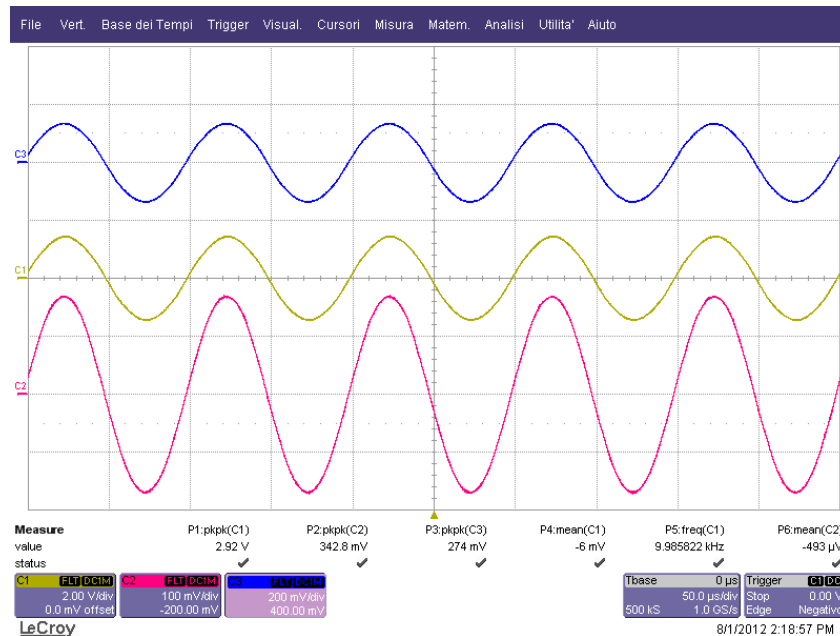 File Vert. Base dei Tempi Trigger Visual. Cursori Misura Matem. Analisi Utilita' Aiuto
C3
C1
C2
Measure P1:pkpk(C1) P2:pkpk(C2) P3:pkpk(C3) P4:mean(C1) P5:freq(C1) P6:mean(C2)
value 2.92 V 342.8 mV 274 mV -6 mV 9.985822 kHz -493 µV
status
C1 FLT DC1M C2 FLT DC1M C3 FLT DC1M Tbase 0 µs Trigger C1 DC
2.00 V/div 100 mV/div 200 mV/div 50.0 µs/div Stop 0.00 V
0.0 mV offset -200.00 mV 400.00 mV 500 kS 1.0 GS/s Edge Negativo
LeCroy 8/1/2012 2:18:57 PM